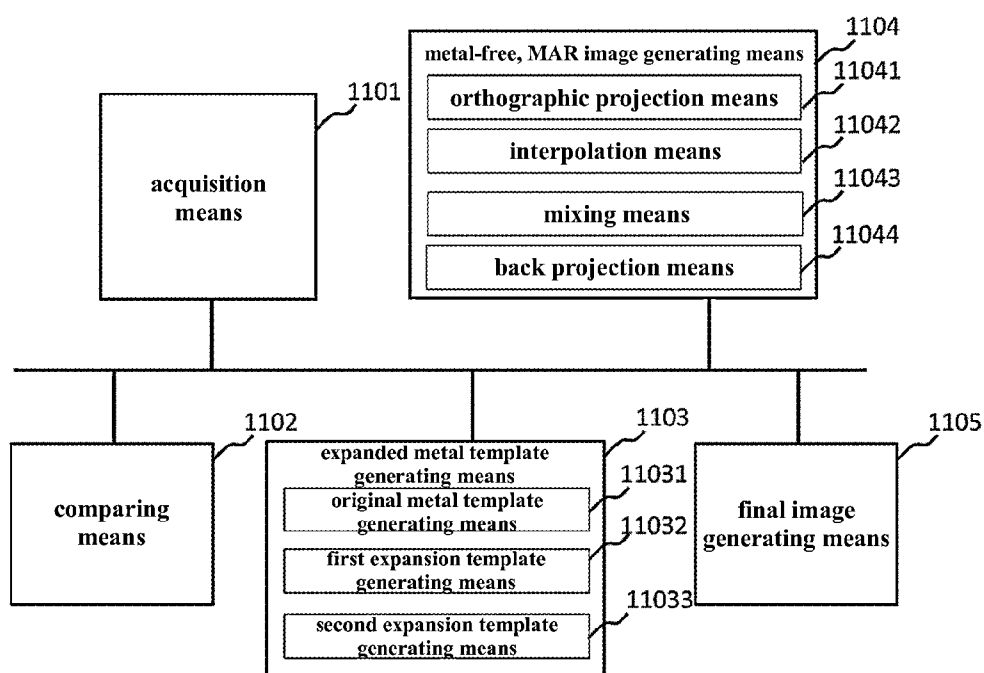 1104
metal-free, MAR image generating means
11041
orthographic projection means
11042
interpolation means
11043
mixing means
11044
back projection means
1101
acquisition
means
1102
comparing
means
1103
expanded metal template
generating means
11031
original metal template
generating means
11032
first expansion template
generating means
11033
second expansion template
generating means
1105
final image
generating means